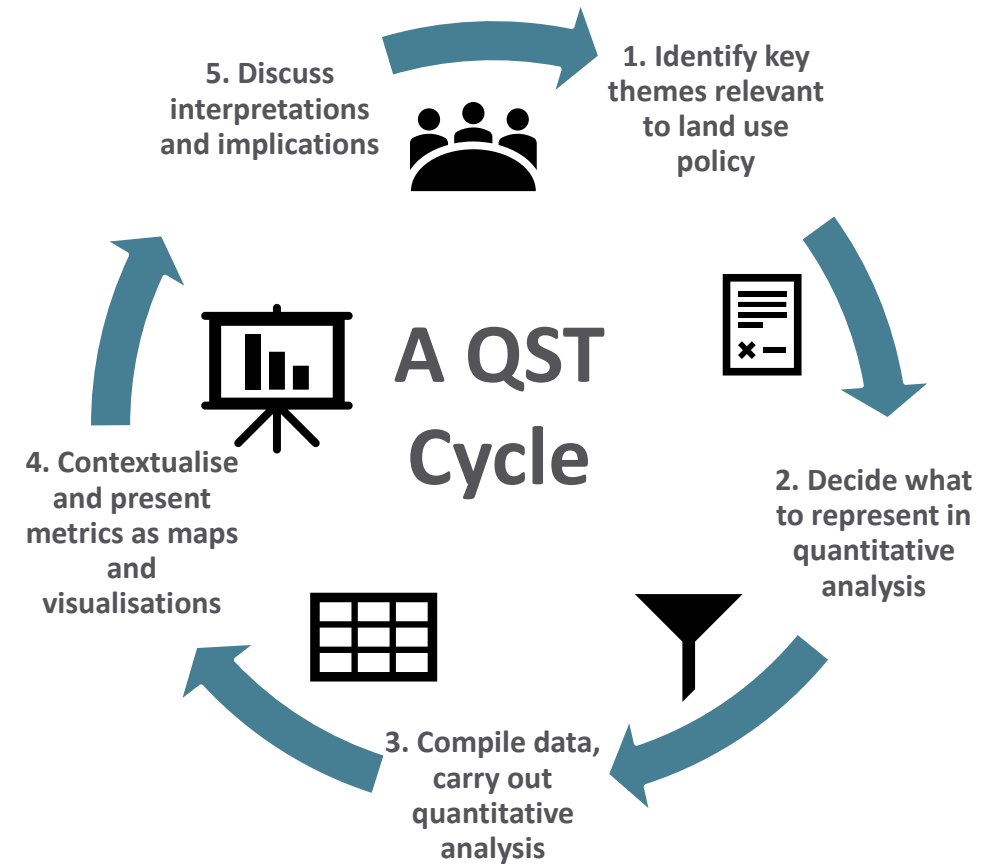 1. Identify key
themes relevant
to land use
policy
2. Decide what
to represent in
quantitative
analysis
3. Compile data,
carry out
quantitative
analysis
4. Contextualise
and present
metrics as maps
and
visualisations
5. Discuss
interpretations
and implications
A QST
Cycle